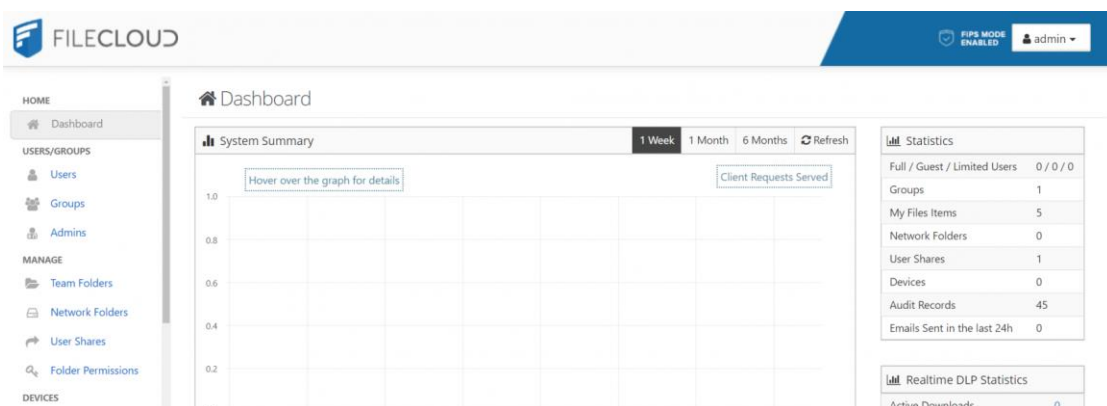 FILECLOUD
FIPS MODE
ENABLED
admin
HOME
Dashboard
USERS/GROUPS
Users
Groups
Admins
MANAGE
Team Folders
Network Folders
User Shares
Folder Permissions
DEVICES
Dashboard
System Summary
1 Week
1 Month
6 Months
Refresh
Hover over the graph for details
Client Requests Served
1.0
0.8
0.6
0.4
0.2
Statistics
Full / Guest / Limited Users 0 / 0 / 0
Groups 1
My Files Items 5
Network Folders 0
User Shares 1
Devices 0
Audit Records 45
Emails Sent in the last 24h 0
Realtime DLP Statistics
Active Downloads 0